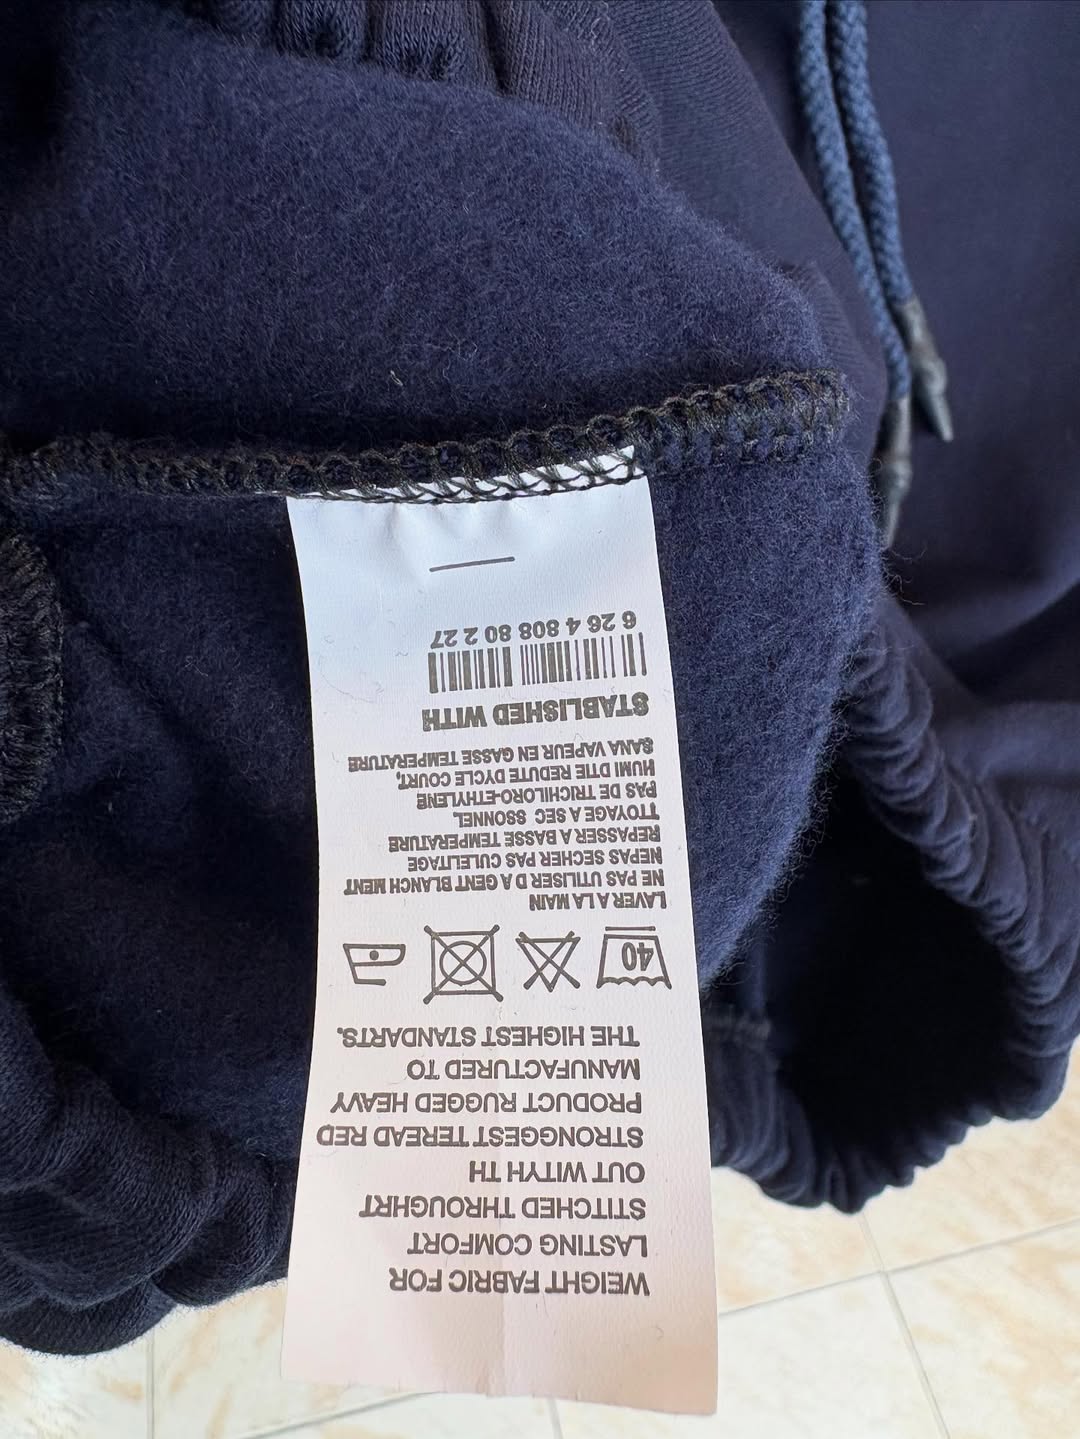 WEIGHT FABRIC FOR
LASTING COMFORT
STITCHED THROUGHRT
OUT WITYH TH
STRONGGEST TEREAD RED
PRODUCT RUGGED HEAVY
MANUFACTURED TO
THE HIGHEST STANDARTS.
40
LAVER A LA MAIN
NE PAS UTILISER D A GENT BLANCH MENT
NEPAS SECHER PAS CULELITAGE
REPASSER A BASSE TEMPERATURE
TTOYAGE A SEC SSONNEL
PAS DE TRICHILORO-ETHYLENE
HUMI DTIE REDUTE DYCLE COURT,
SANA VAPEUR EN GASSE TEMPERATURE
STABLISHED WITH
6 26 4 808 80 2 27